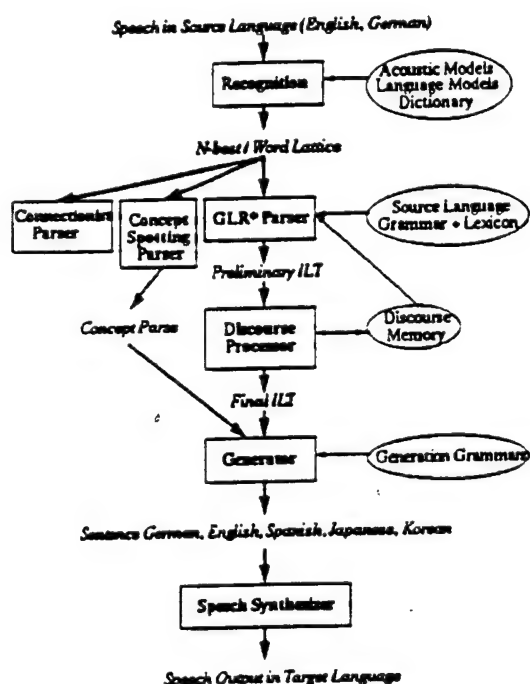 Speech in Source Language (English, German)
Recognition
Acoustic Models
Language Models
Dictionary
N-best / Word Lattice
Connectionist
Parser
Concept
Spotting
Parser
GLR* Parser
Source Language
Grammar + Lexicon
Preliminary ILT
Concept Parse
Discourse
Processor
Discourse
Memory
Final ILT
Generator
Generation Grammars
Sentence German, English, Spanish, Japanese, Korean
Speech Synthesizer
Speech Output in Target Language